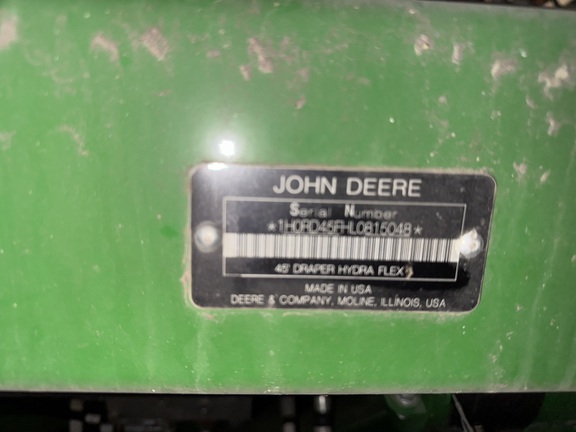 JOHN DEERE
Serial Number
*1H0RD45FHL0815048*
45' DRAPER HYDRA FLEX
MADE IN USA
DEERE & COMPANY, MOLINE, ILLINOIS, USA